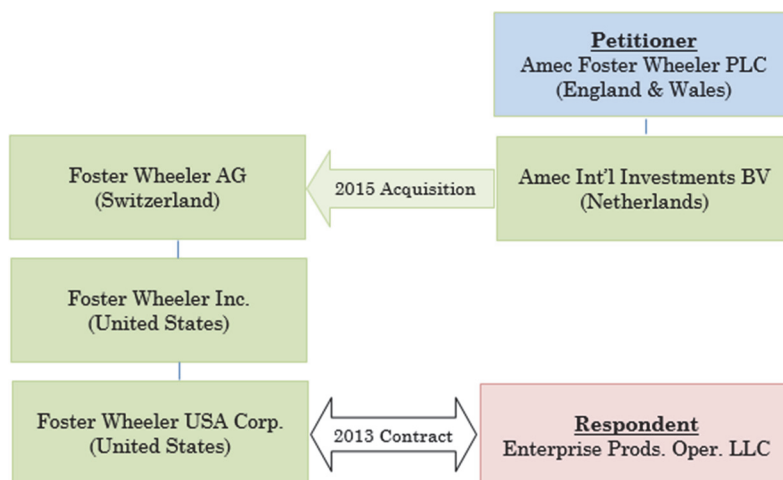 Petitioner
Amec Foster Wheeler PLC
(England & Wales)
Foster Wheeler AG
(Switzerland)
2015 Acquisition
Amec Int'l Investments BV
(Netherlands)
Foster Wheeler Inc.
(United States)
Foster Wheeler USA Corp.
(United States)
2013 Contract
Respondent
Enterprise Prods. Oper. LLC